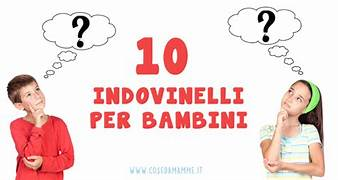 ?
?
10
INDOVINELLI
PER BAMBINI
WWW.COSEDAMAMME.IT